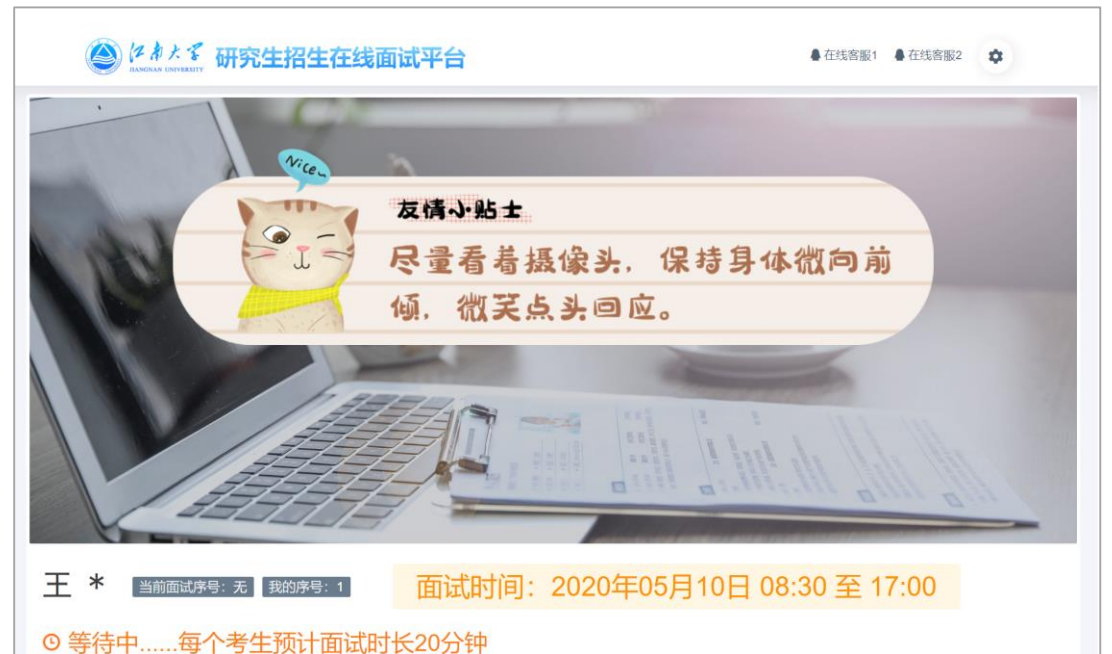 江南大学 研究生招生在线面试平台 在线客服1 在线客服2
JIANGNAN UNIVERSITY
Nice~
友情小贴士
尽量看着摄像头，保持身体微向前
倾，微笑点头回应。
王 * 当前面试序号：无 我的序号：1 面试时间：2020年05月10日 08:30 至 17:00
等待中......每个考生预计面试时长20分钟